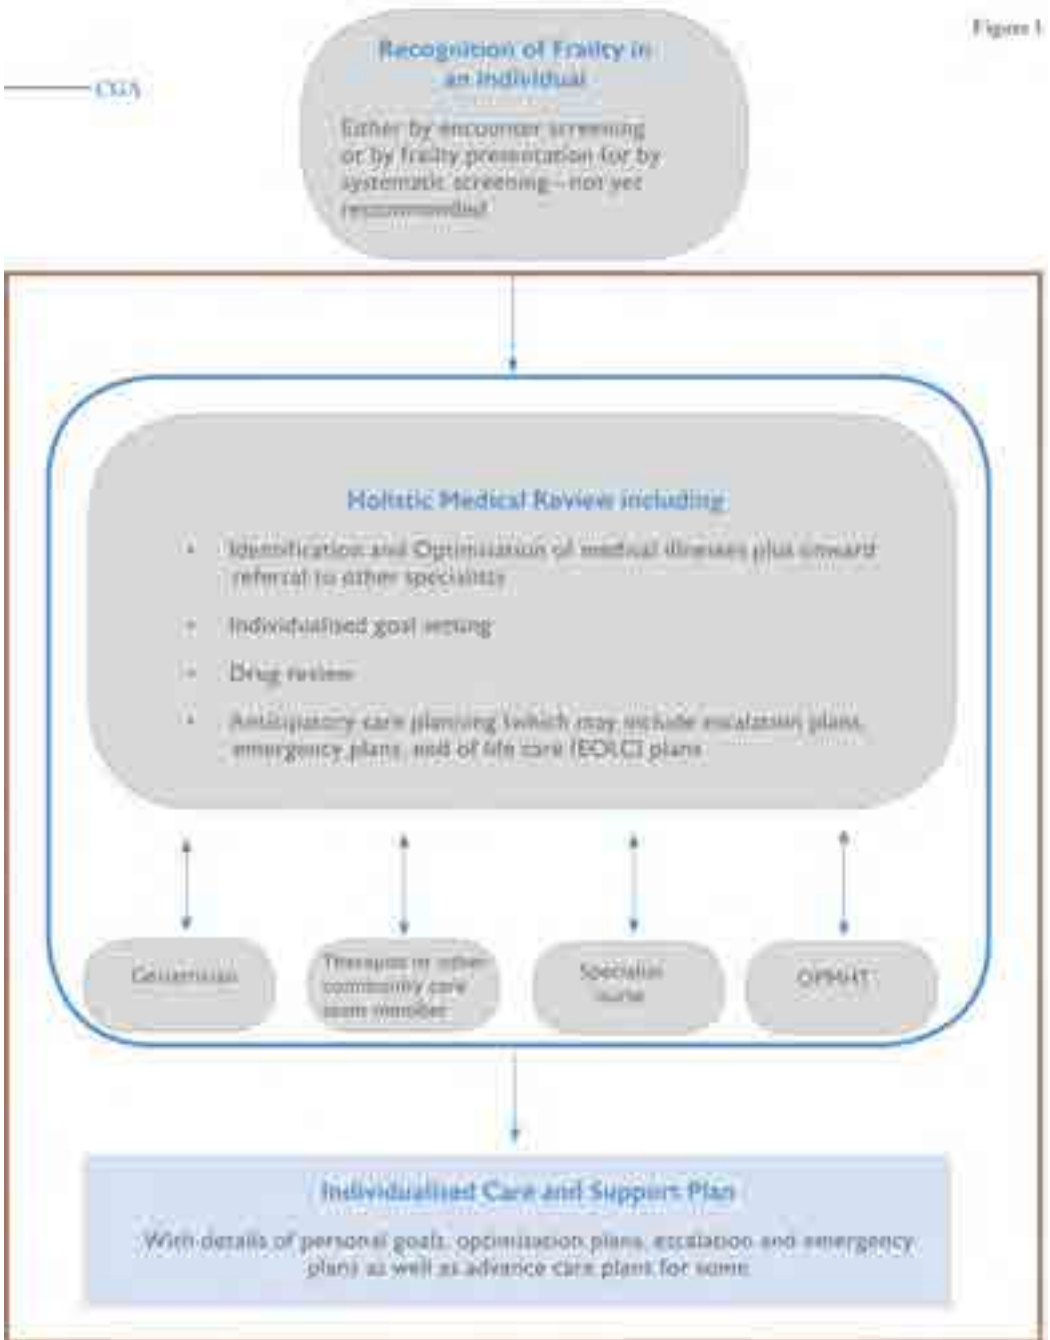 Figure 1
CGA
Recognition of Frailty in
an Individual
Either by encounter screening
or by frailty presentation (or by
systematic screening - not yet
recommended
Holistic Medical Review including
• Identification and Optimisation of medical illnesses plus onward
referral to other specialists
• Individualised goal setting
• Drug review
• Anticipatory care planning (which may include escalation plans,
emergency plans, end of life care (EOLC) plans
Geriatrician
Therapist or other
community care
team member
Specialist
nurse
OPMHT
Individualised Care and Support Plan
With details of personal goals, optimisation plans, escalation and emergency
plans as well as advance care plans for some